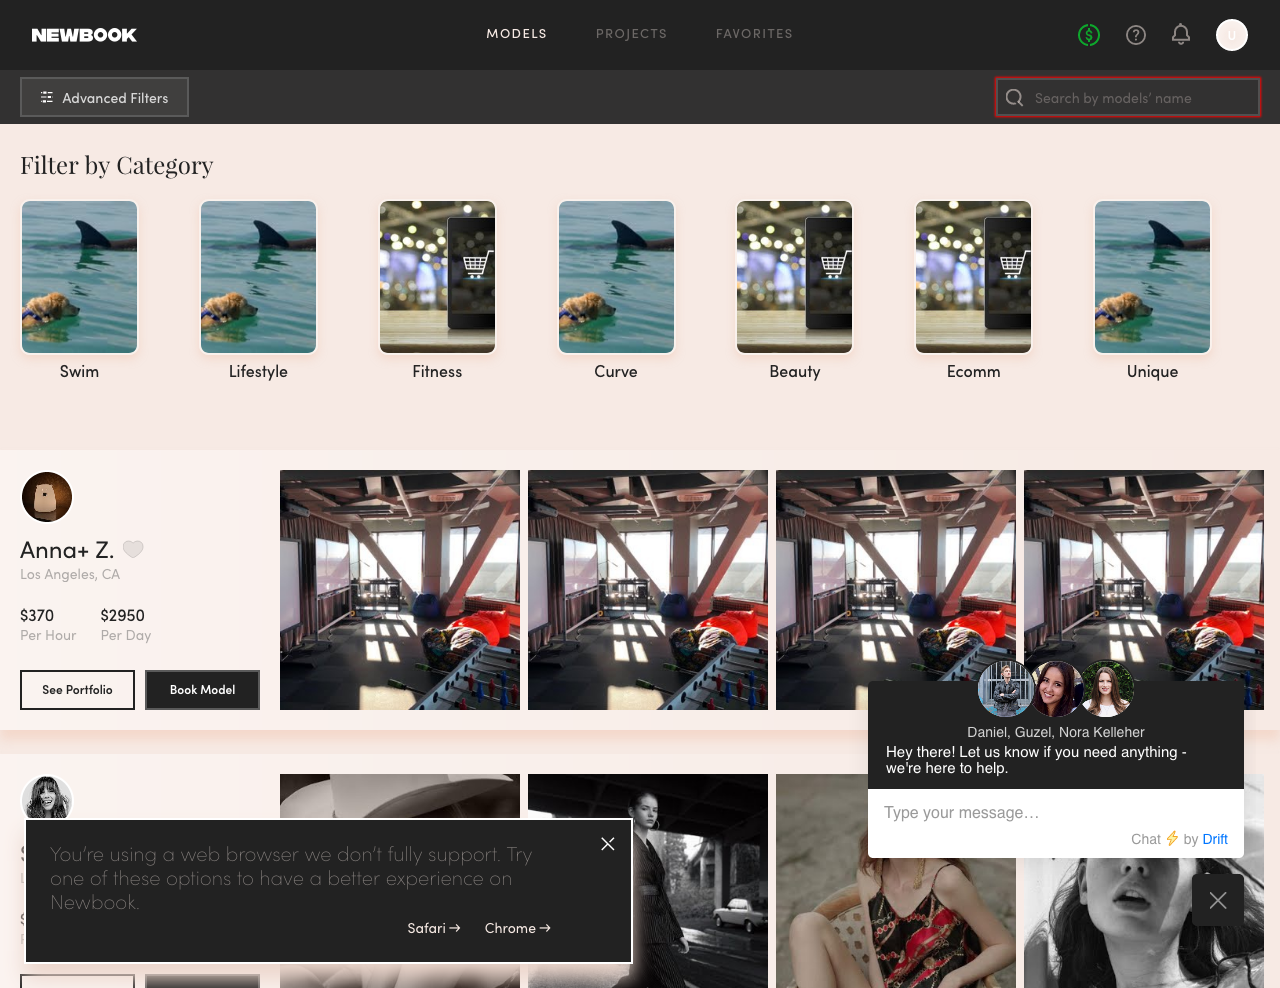 NEWBOOK
Models
Projects
Favorites
U
Advanced Filters
Search by models’ name
Filter by Category
swim
lifestyle
fitness
curve
Beauty
Ecomm
Unique
Anna+ Z.
Los Angeles, CA
$370
$2950
Per Hour
Per Day
See Portfolio
Book Model
Daniel, Guzel, Nora Kelleher
Hey there! Let us know if you need anything -
we're here to help.
Type your message…
Chat ⚡ by Drift
You’re using a web browser we don’t fully support. Try
one of these options to have a better experience on
Newbook.
Safari →
Chrome →